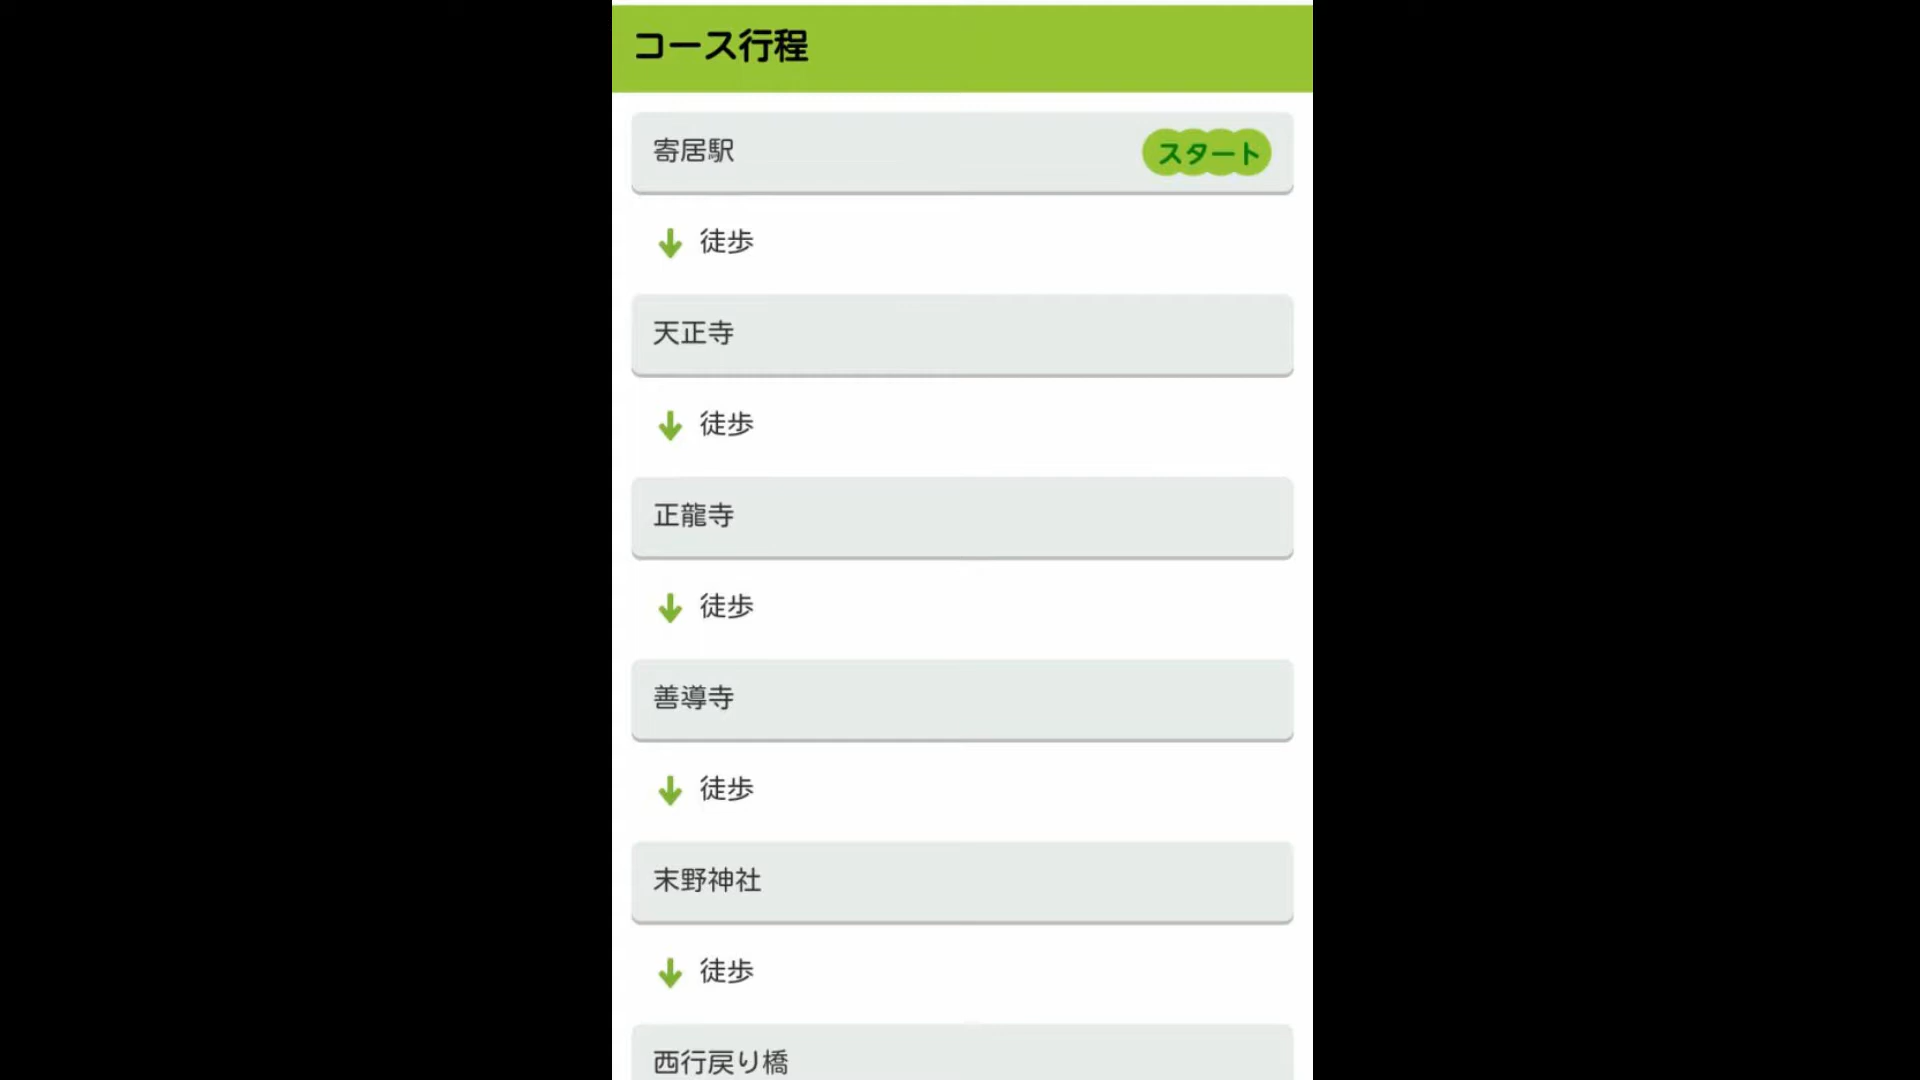 コース行程
寄居駅 スタート
徒歩
天正寺
徒歩
正龍寺
徒歩
善導寺
徒歩
末野神社
徒歩
西行戻り橋